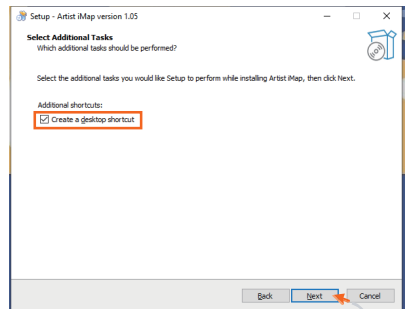 Setup - Artist iMap version 1.05
Select Additional Tasks
Which additional tasks should be performed?
Select the additional tasks you would like Setup to perform while installing Artist iMap, then click Next.
Additional shortcuts:
Create a desktop shortcut
Back Next Cancel